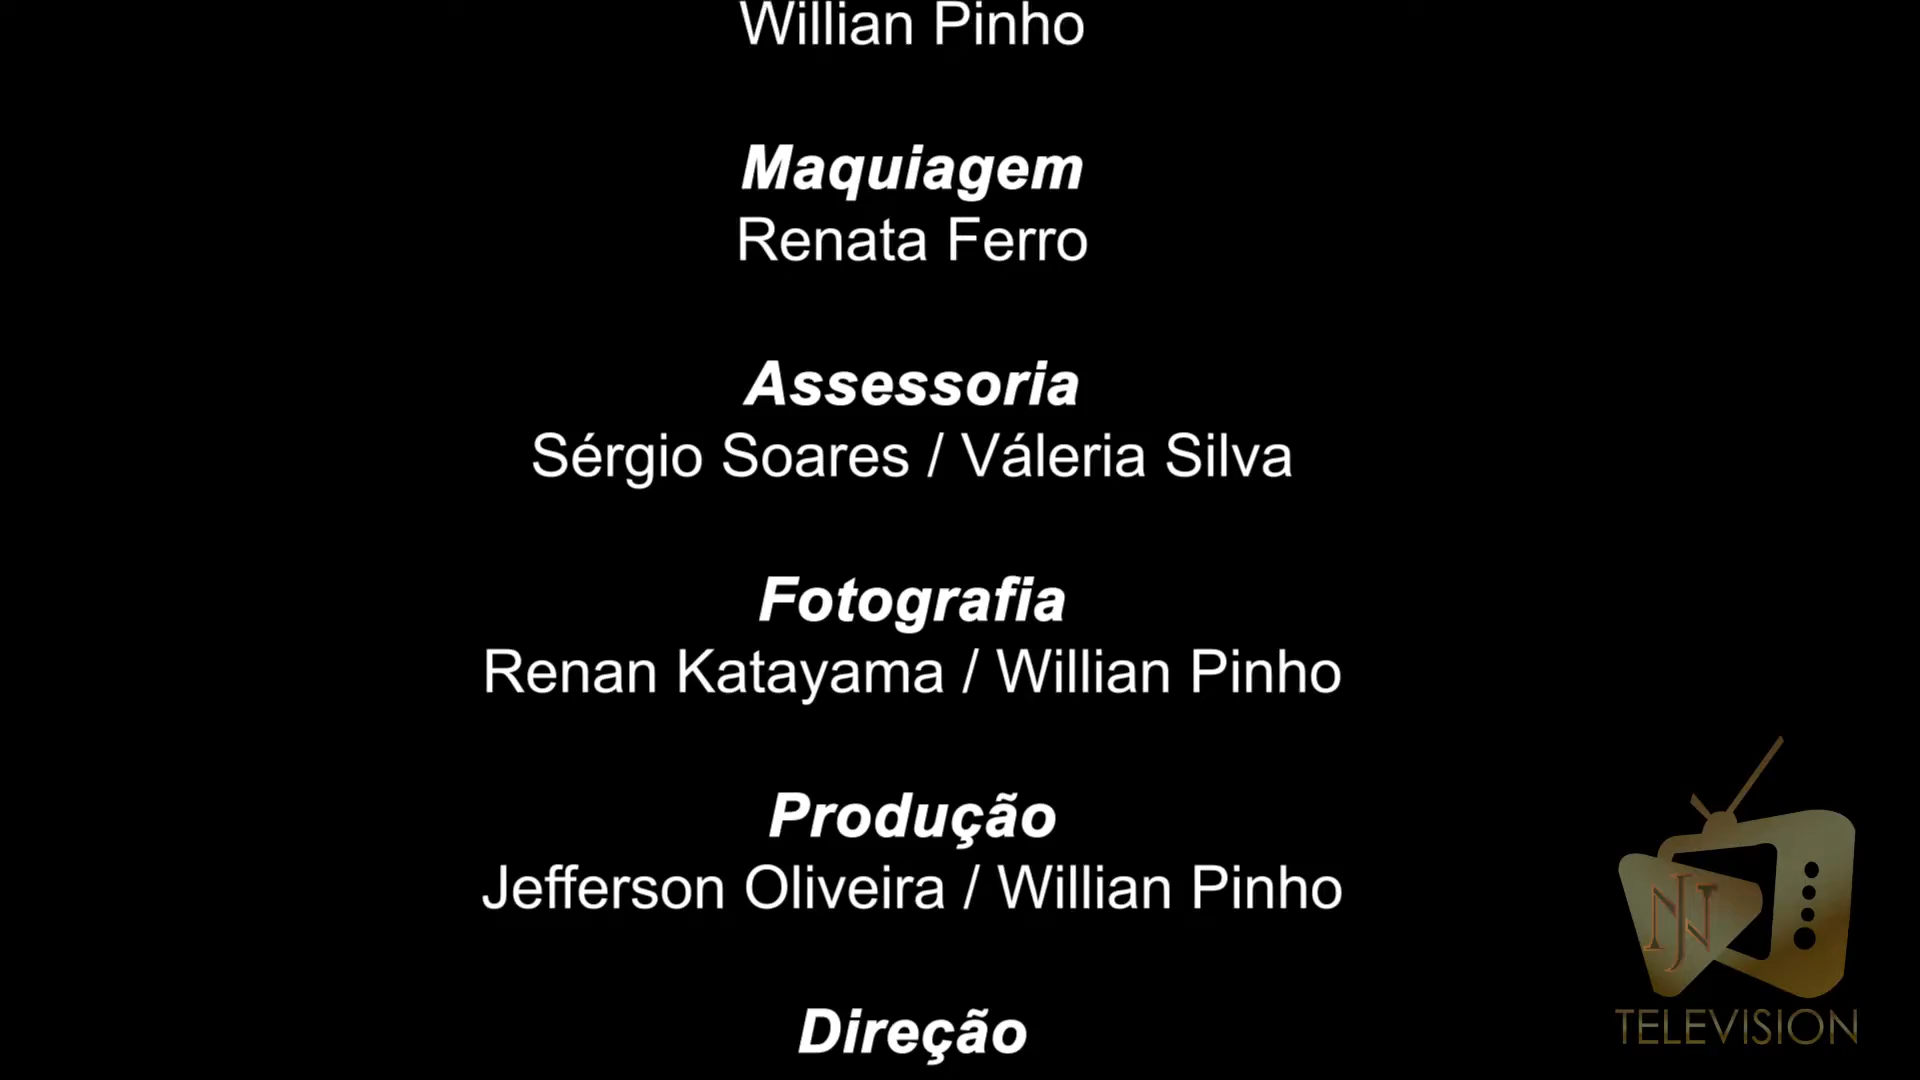 Willian Pinho
Maquiagem
Renata Ferro
Assessoria
Sérgio Soares / Váleria Silva
Fotografia
Renan Katayama / Willian Pinho
Produção
Jefferson Oliveira / Willian Pinho
Direção
NJ
TELEVISION